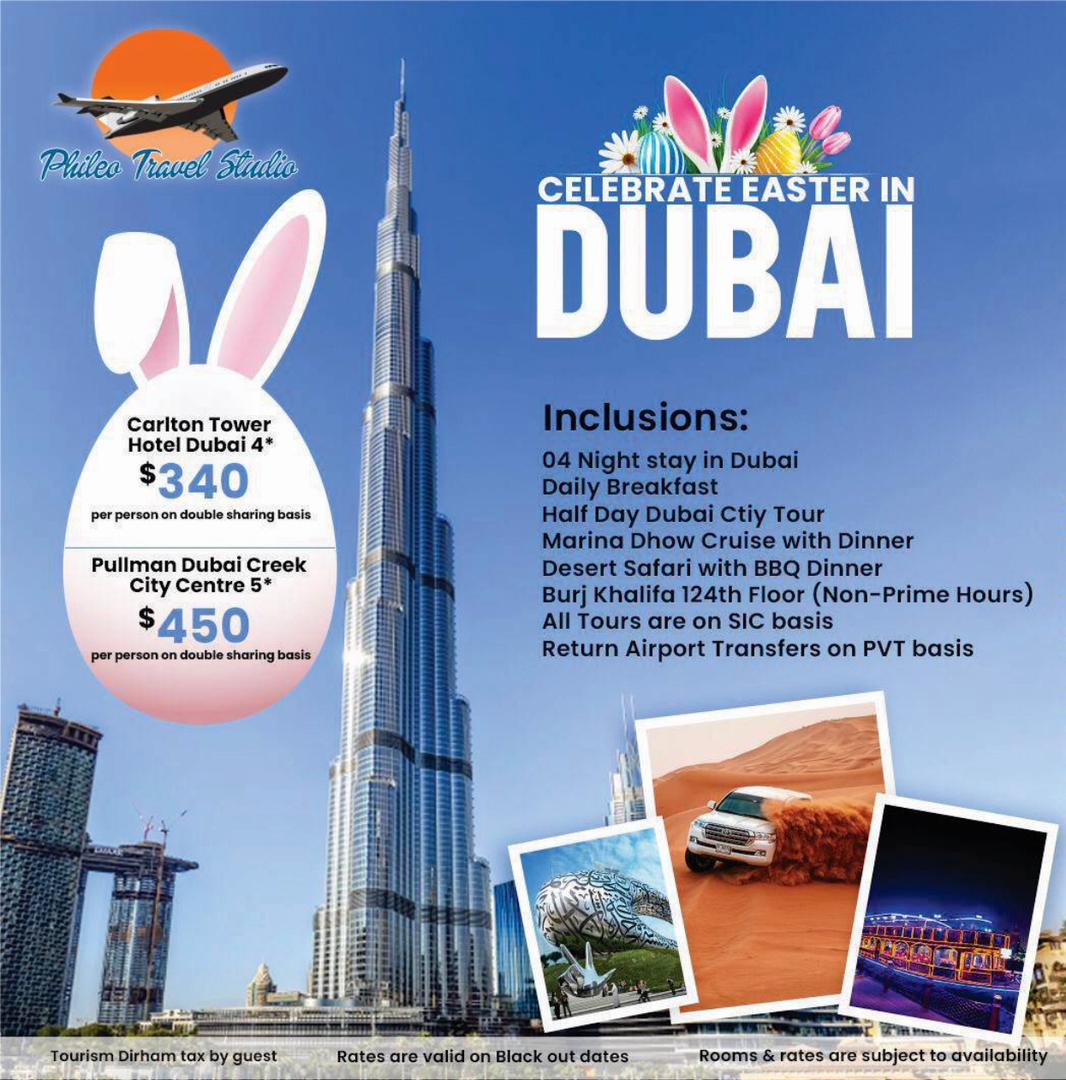 Phileo Travel Studio
CELEBRATE EASTER IN
DUBAI
Carlton Tower
Hotel Dubai 4*
$340
per person on double sharing basis
Pullman Dubai Creek
City Centre 5*
$450
per person on double sharing basis
Inclusions:
04 Night stay in Dubai
Daily Breakfast
Half Day Dubai Ctiy Tour
Marina Dhow Cruise with Dinner
Desert Safari with BBQ Dinner
Burj Khalifa 124th Floor (Non-Prime Hours)
All Tours are on SIC basis
Return Airport Transfers on PVT basis
Tourism Dirham tax by guest
Rates are valid on Black out dates
Rooms & rates are subject to availability